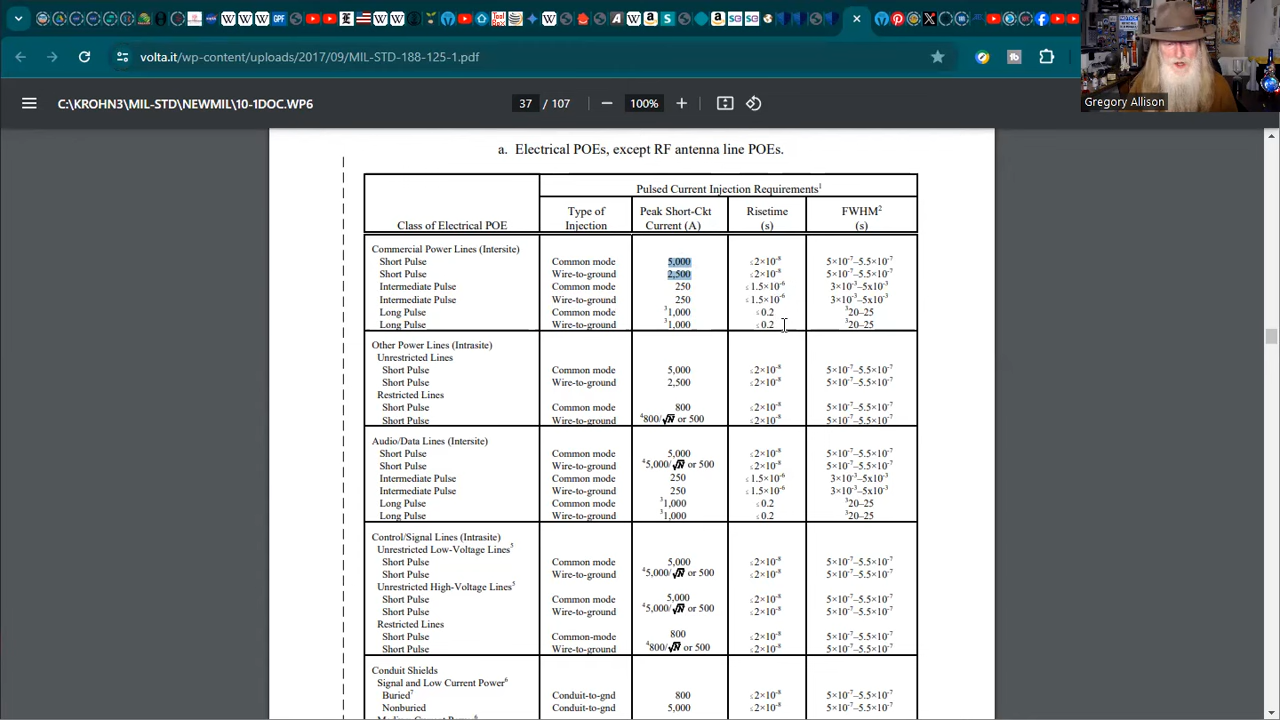 volta.it/wp-content/uploads/2017/09/MIL-STD-188-125-1.pdf
C:\KROHN3\MIL-STD\NEWMIL\10-1DOC.WP6
37 / 107
100%
Gregory Allison
a. Electrical POEs, except RF antenna line POEs.
Pulsed Current Injection Requirements¹
Class of Electrical POE Type of Injection Peak Short-Ckt Current (A) Risetime (s) FWHM² (s)
Commercial Power Lines (Intersite)
Short Pulse Common mode 5,000 ≤2×10⁻⁸ 5×10⁻⁷–5.5×10⁻⁷
Short Pulse Wire-to-ground 2,500 ≤2×10⁻⁸ 5×10⁻⁷–5.5×10⁻⁷
Intermediate Pulse Common mode 250 ≤1.5×10⁻⁶ 3×10⁻³–5x10⁻³
Intermediate Pulse Wire-to-ground 250 ≤1.5×10⁻⁶ 3×10⁻³–5x10⁻³
Long Pulse Common mode ³1,000 ≤0.2 ³20–25
Long Pulse Wire-to-ground ³1,000 ≤0.2 ³20–25
Other Power Lines (Intrasite)
Unrestricted Lines
Short Pulse Common mode 5,000 ≤2×10⁻⁸ 5×10⁻⁷–5.5×10⁻⁷
Short Pulse Wire-to-ground 2,500 ≤2×10⁻⁸ 5×10⁻⁷–5.5×10⁻⁷
Restricted Lines
Short Pulse Common mode 800 ≤2×10⁻⁸ 5×10⁻⁷–5.5×10⁻⁷
Short Pulse Wire-to-ground ⁴800/√N or 500 ≤2×10⁻⁸ 5×10⁻⁷–5.5×10⁻⁷
Audio/Data Lines (Intersite)
Short Pulse Common mode 5,000 ≤2×10⁻⁸ 5×10⁻⁷–5.5×10⁻⁷
Short Pulse Wire-to-ground ⁴5,000/√N or 500 ≤2×10⁻⁸ 5×10⁻⁷–5.5×10⁻⁷
Intermediate Pulse Common mode 250 ≤1.5×10⁻⁶ 3×10⁻³–5x10⁻³
Intermediate Pulse Wire-to-ground 250 ≤1.5×10⁻⁶ 3×10⁻³–5x10⁻³
Long Pulse Common mode ³1,000 ≤0.2 ³20–25
Long Pulse Wire-to-ground ³1,000 ≤0.2 ³20–25
Control/Signal Lines (Intrasite)
Unrestricted Low-Voltage Lines⁵
Short Pulse Common mode 5,000 ≤2×10⁻⁸ 5×10⁻⁷–5.5×10⁻⁷
Short Pulse Wire-to-ground ⁴5,000/√N or 500 ≤2×10⁻⁸ 5×10⁻⁷–5.5×10⁻⁷
Unrestricted High-Voltage Lines⁵
Short Pulse Common mode 5,000 ≤2×10⁻⁸ 5×10⁻⁷–5.5×10⁻⁷
Short Pulse Wire-to-ground ⁴5,000/√N or 500 ≤2×10⁻⁸ 5×10⁻⁷–5.5×10⁻⁷
Restricted Lines
Short Pulse Common-mode 800 ≤2×10⁻⁸ 5×10⁻⁷–5.5×10⁻⁷
Short Pulse Wire-to-ground ⁴800/√N or 500 ≤2×10⁻⁸ 5×10⁻⁷–5.5×10⁻⁷
Conduit Shields
Signal and Low Current Power⁶
Buried⁷ Conduit-to-gnd 800 ≤2×10⁻⁸ 5×10⁻⁷–5.5×10⁻⁷
Nonburied Conduit-to-gnd 5,000 ≤2×10⁻⁸ 5×10⁻⁷–5.5×10⁻⁷